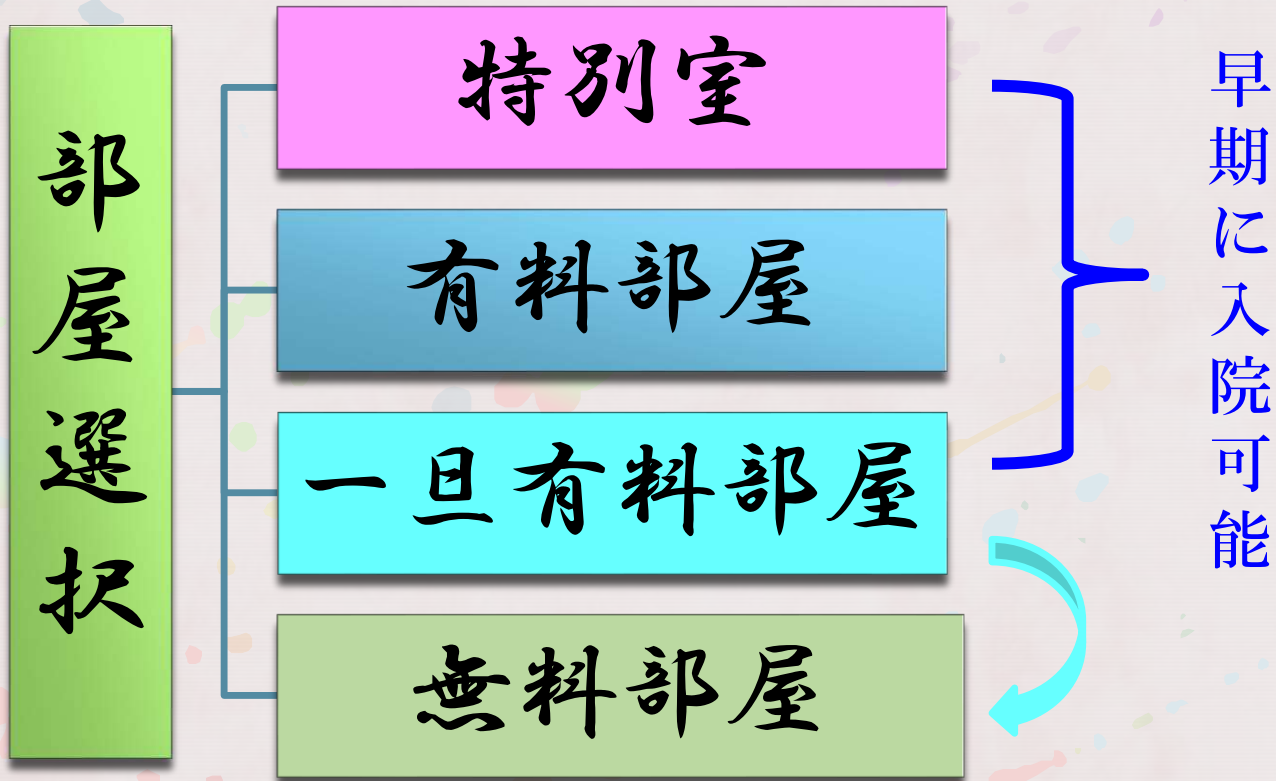 部屋選択
特別室
有料部屋
一旦有料部屋
無料部屋
早期に入院可能